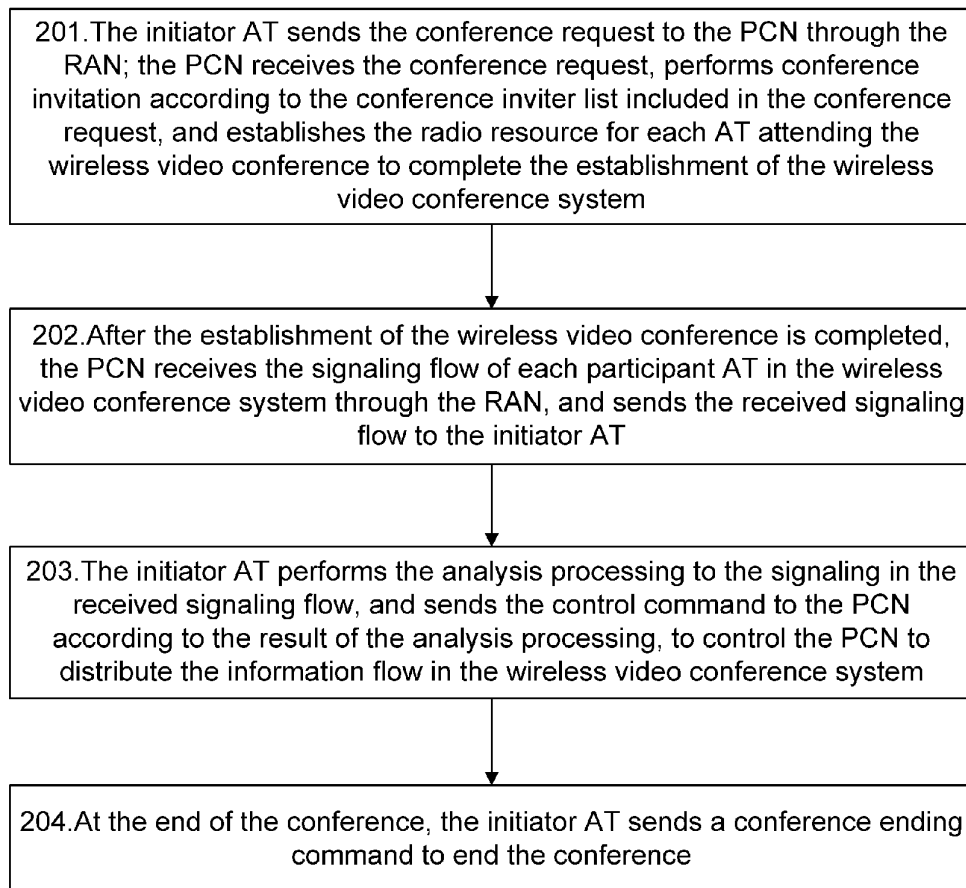 201.The initiator AT sends the conference request to the PCN through the
RAN; the PCN receives the conference request, performs conference
invitation according to the conference inviter list included in the conference
request, and establishes the radio resource for each AT attending the
wireless video conference to complete the establishment of the wireless
video conference system
202.After the establishment of the wireless video conference is completed,
the PCN receives the signaling flow of each participant AT in the wireless
video conference system through the RAN, and sends the received signaling
flow to the initiator AT
203.The initiator AT performs the analysis processing to the signaling in the
received signaling flow, and sends the control command to the PCN
according to the result of the analysis processing, to control the PCN to
distribute the information flow in the wireless video conference system
204.At the end of the conference, the initiator AT sends a conference ending
command to end the conference